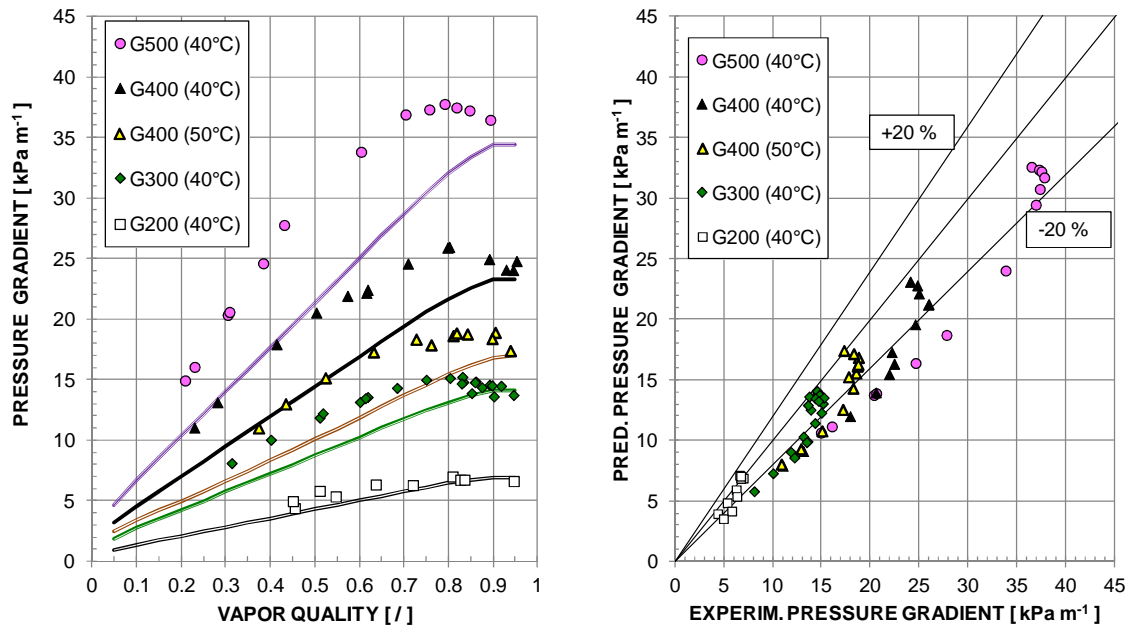 45
40
35
30
25
20
15
10
5
0
PRESSURE GRADIENT [ kPa m-1 ]
G500 (40°C)
G400 (40°C)
G400 (50°C)
G300 (40°C)
G200 (40°C)
0 0.1 0.2 0.3 0.4 0.5 0.6 0.7 0.8 0.9 1
VAPOR QUALITY [ / ]
45
40
35
30
25
20
15
10
5
0
PRED. PRESSURE GRADIENT [ kPa m-1 ]
G500 (40°C)
G400 (40°C)
G400 (50°C)
G300 (40°C)
G200 (40°C)
+20 %
-20 %
0 5 10 15 20 25 30 35 40 45
EXPERIM. PRESSURE GRADIENT [ kPa m-1 ]